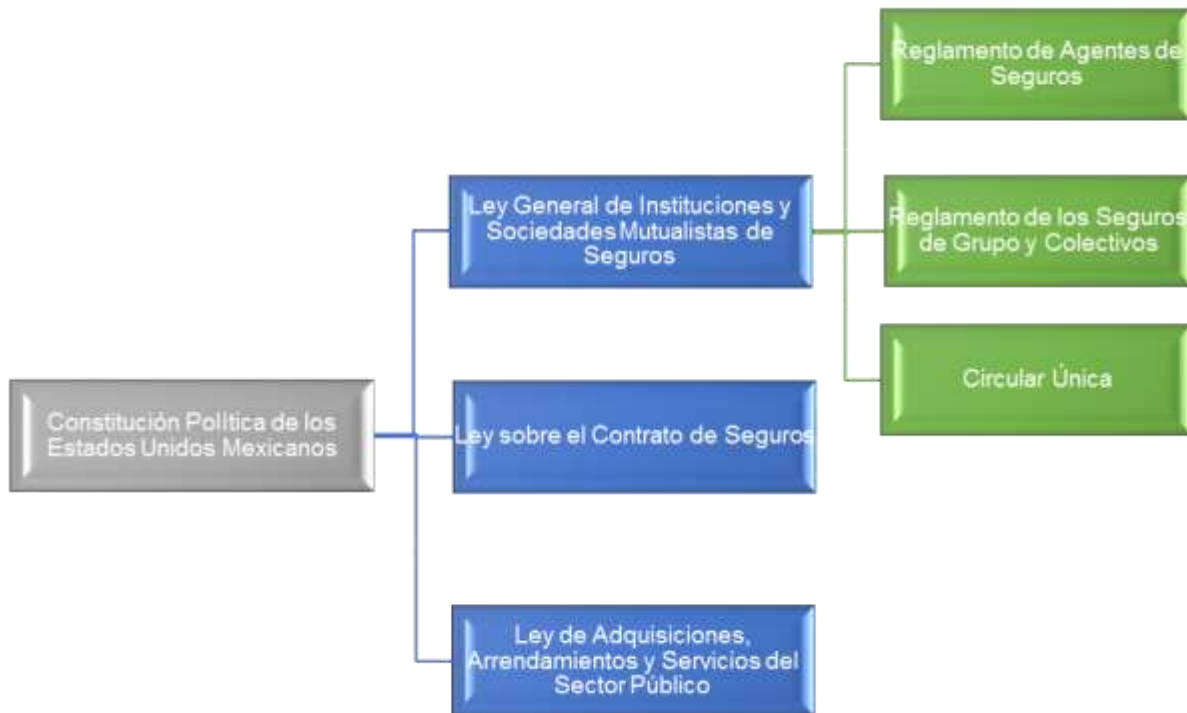 Reglamento de Agentes de
Seguros
Ley General de Instituciones y
Sociedades Mutualistas de
Seguros
Reglamento de los Seguros
de Grupo y Colectivos
Circular Única
Constitución Política de los
Estados Unidos Mexicanos
Ley sobre el Contrato de Seguros
Ley de Adquisiciones,
Arrendamientos y Servicios del
Sector Público